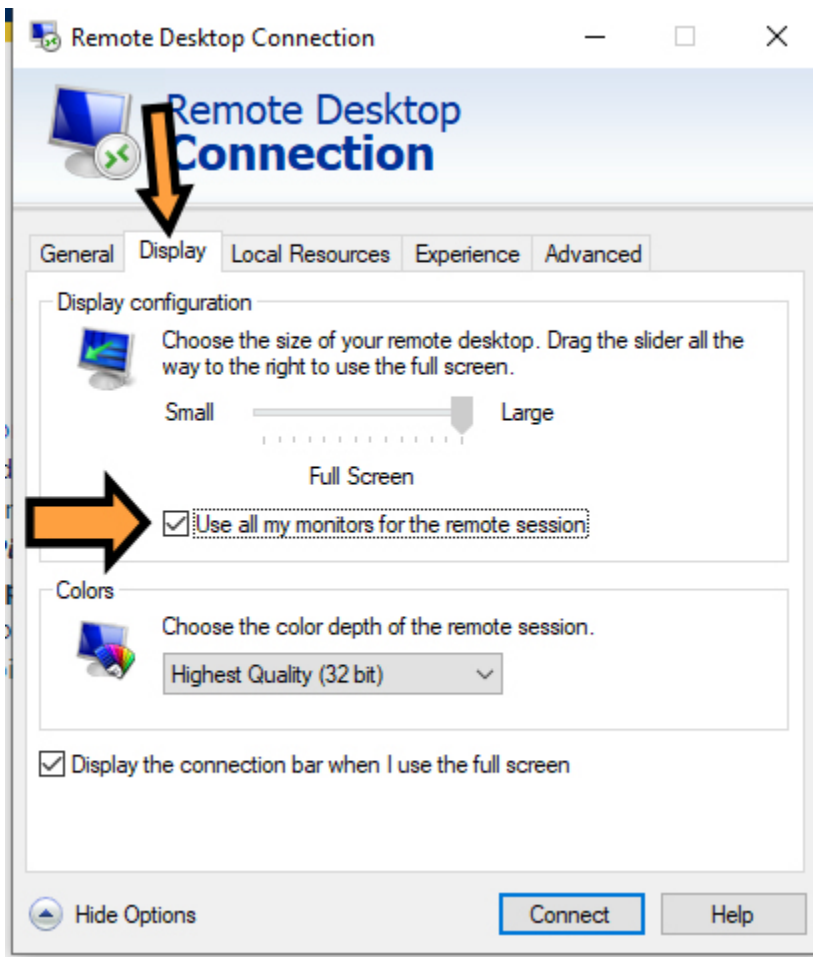 Remote Desktop Connection
Remote Desktop
Connection
General Display Local Resources Experience Advanced
Display configuration
Choose the size of your remote desktop. Drag the slider all the
way to the right to use the full screen.
Small Large
Full Screen
Use all my monitors for the remote session
Colors
Choose the color depth of the remote session.
Highest Quality (32 bit)
Display the connection bar when I use the full screen
Hide Options Connect Help